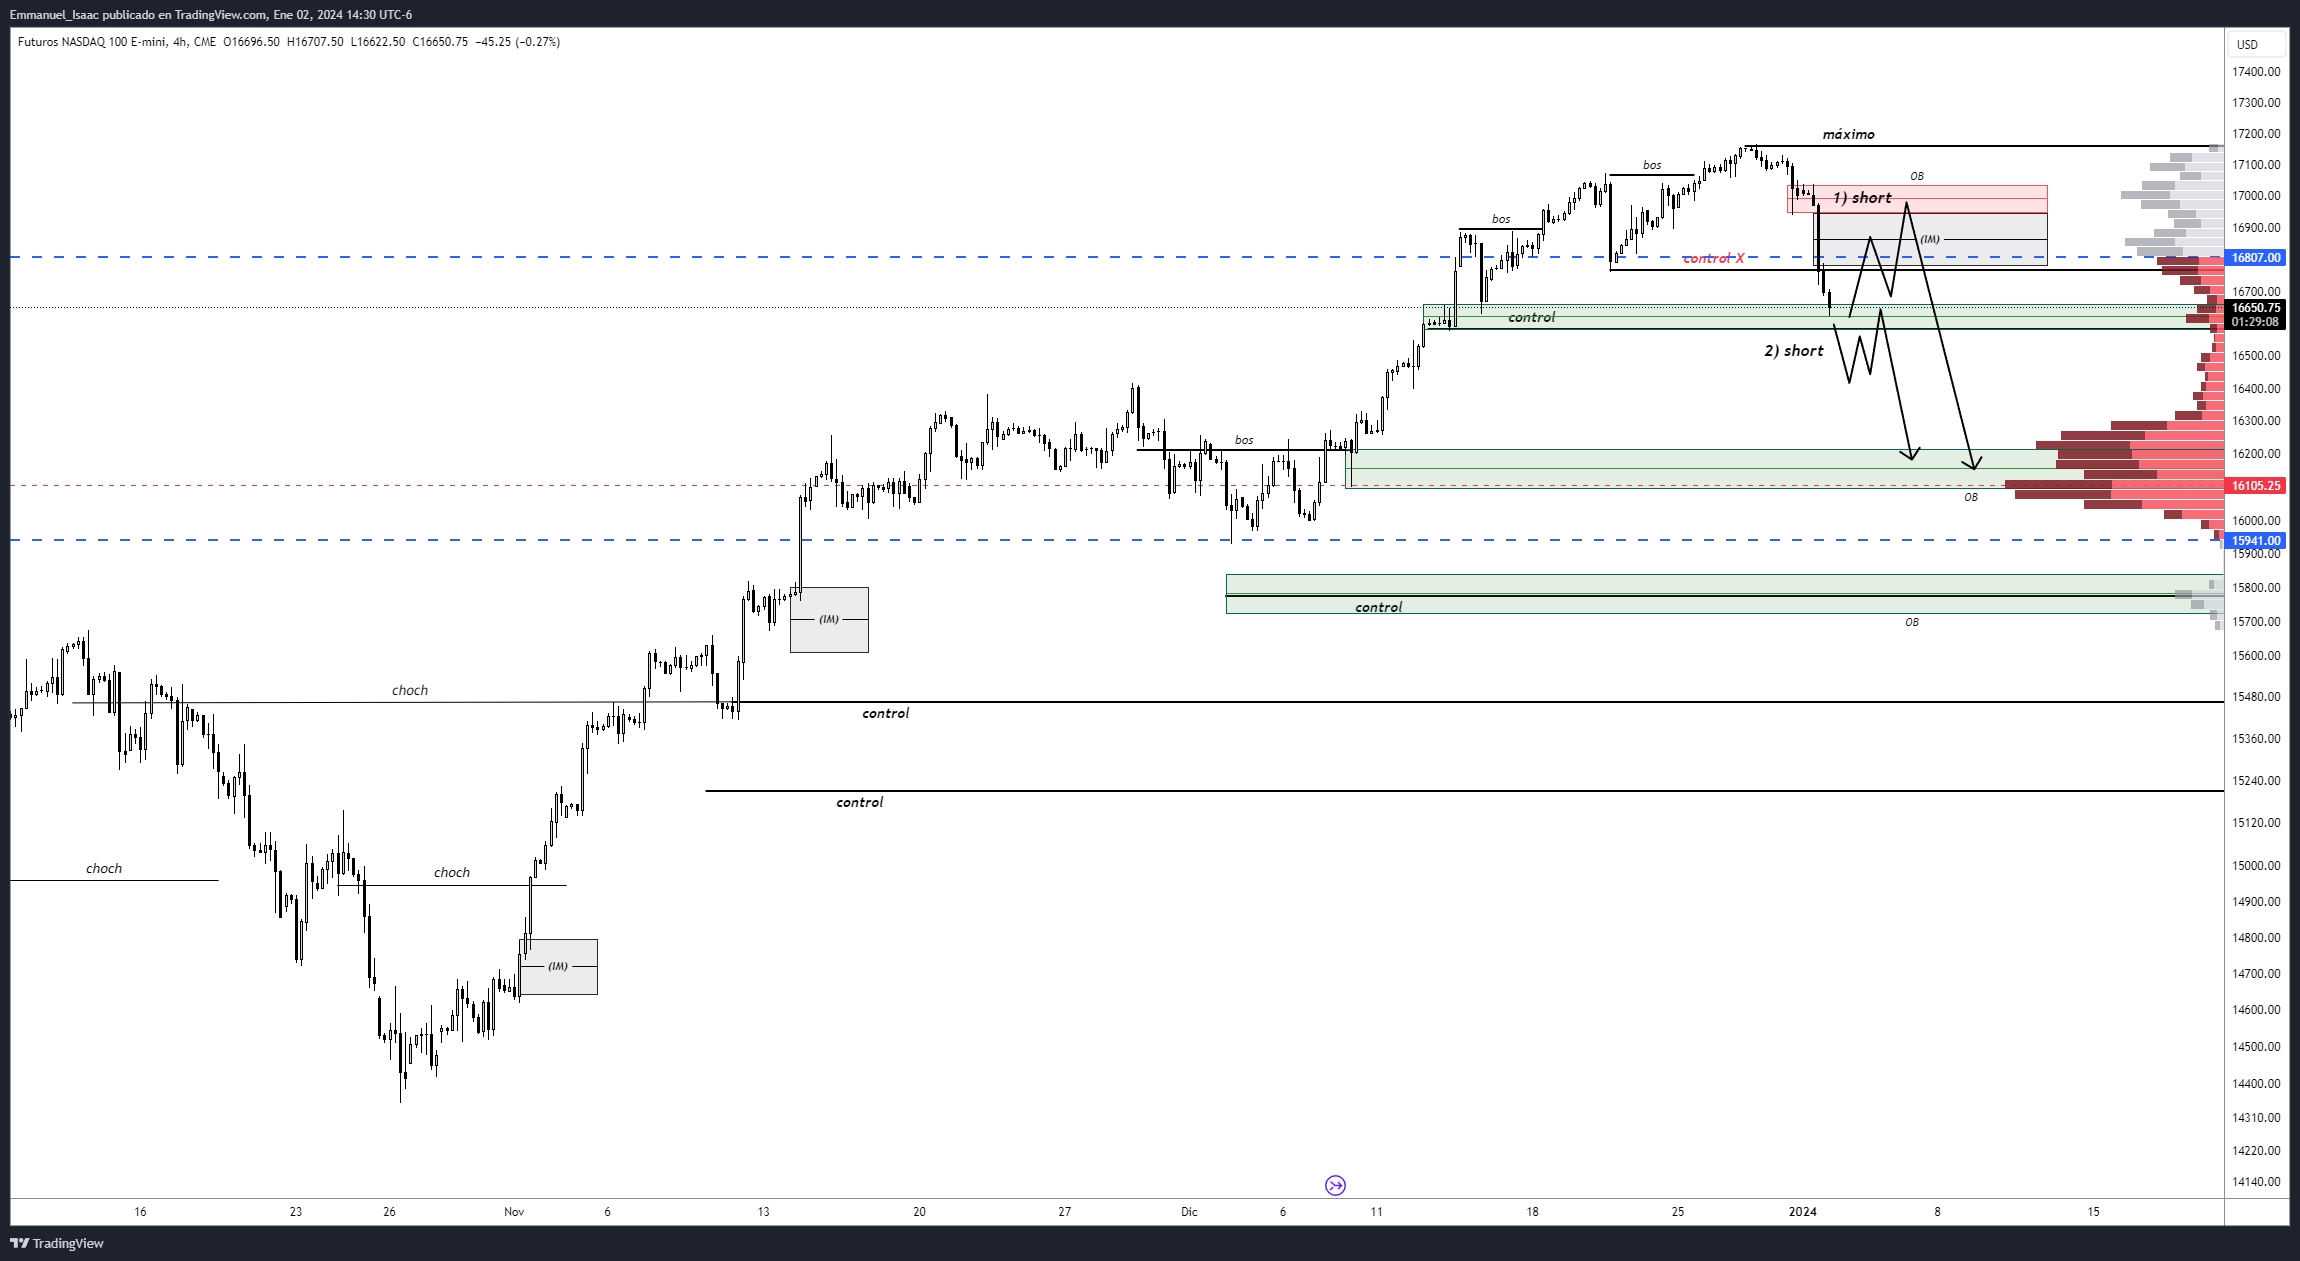 Emmanuel_Isaac publicado en TradingView.com, Ene 02, 2024 14:30 UTC-6
Futuros NASDAQ 100 E-mini, 4h, CME O16696.50 H16707.50 L16622.50 C16650.75 −45.25 (−0.27%)
USD
17400.00
17300.00
17200.00
17100.00
17000.00
16900.00
16807.00
16700.00
16650.75
01:29:08
16500.00
16400.00
16300.00
16200.00
16105.25
16000.00
15941.00
15900.00
15800.00
15700.00
15600.00
15480.00
15360.00
15240.00
15120.00
15000.00
14900.00
14800.00
14700.00
14600.00
14500.00
14400.00
14310.00
14220.00
14140.00
máximo
bos
OB
1) short
bos
(IM)
control X
control
2) short
bos
OB
control
OB
(IM)
choch
control
control
choch
choch
(IM)
16 23 26 Nov 6 13 20 27 Dic 6 11 18 25 2024 8 15
TradingView